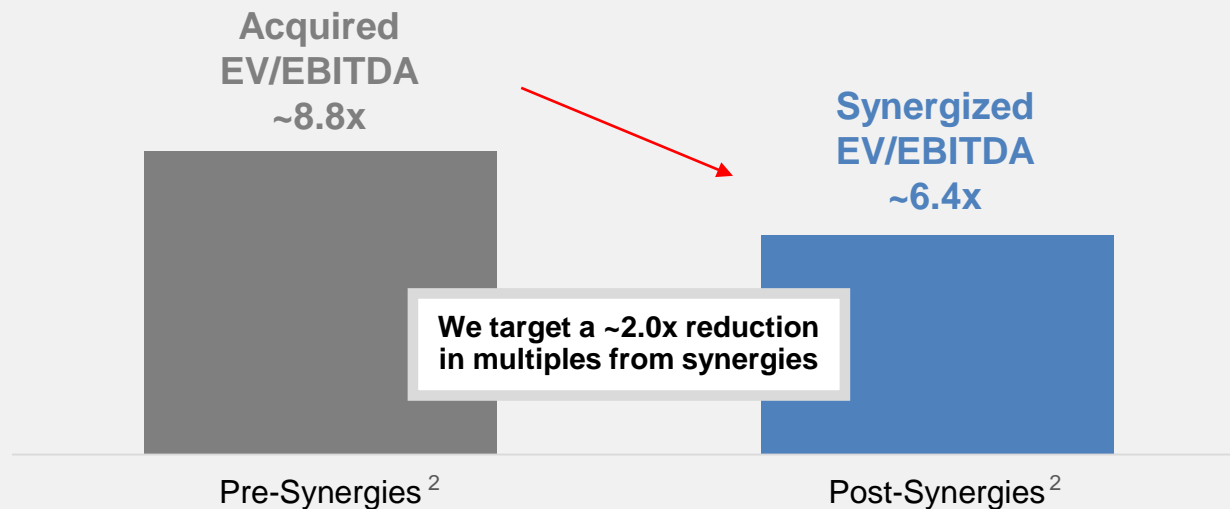 Acquired
EV/EBITDA
~8.8x
Synergized
EV/EBITDA
~6.4x
We target a ~2.0x reduction
in multiples from synergies
Pre-Synergies 2
Post-Synergies 2